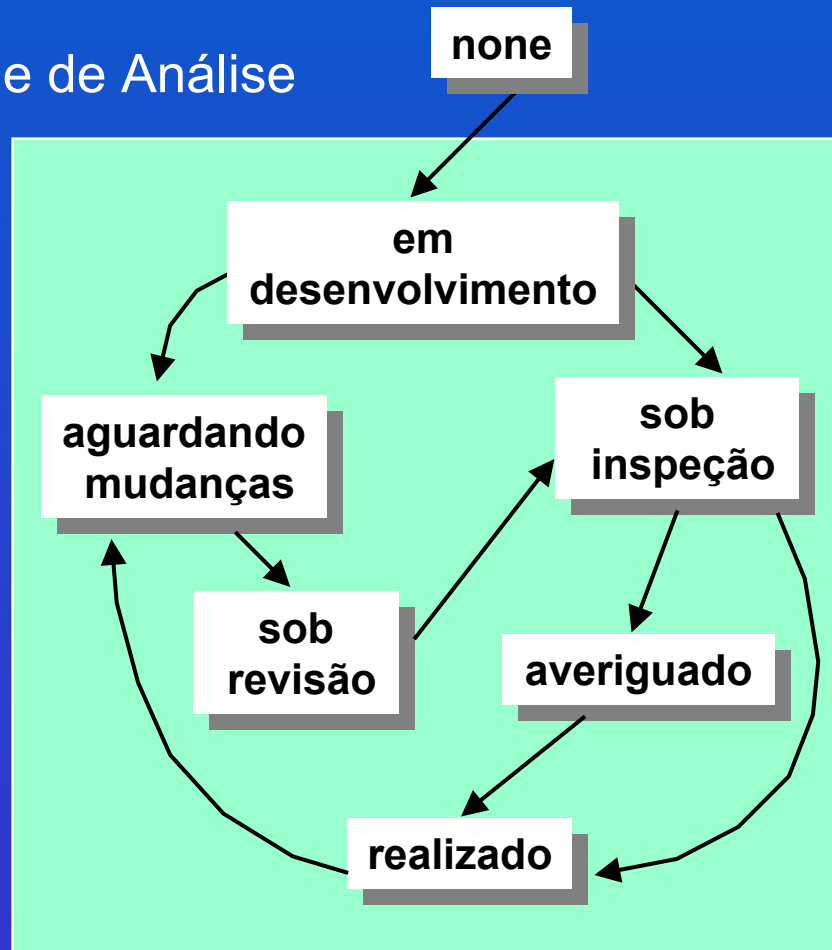 none
e de Análise
em
desenvolvimento
aguardando
mudanças
sob
inspeção
sob
revisão
averiguado
realizado